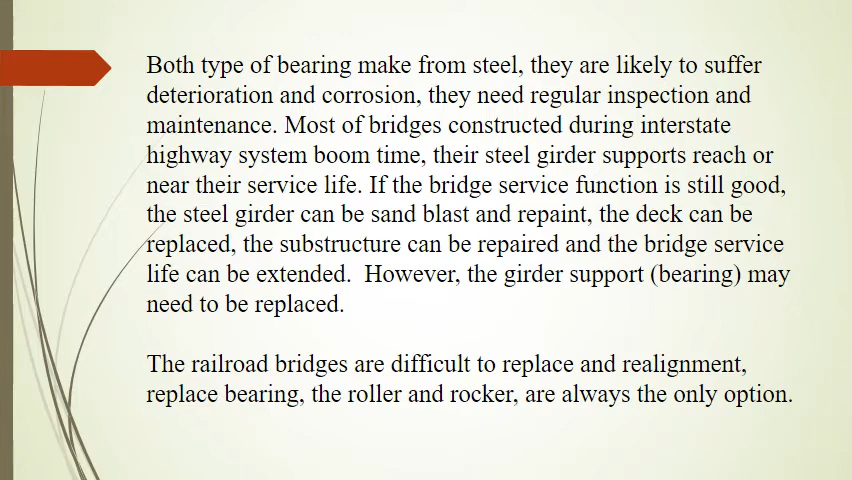 Both type of bearing make from steel, they are likely to suffer
deterioration and corrosion, they need regular inspection and
maintenance. Most of bridges constructed during interstate
highway system boom time, their steel girder supports reach or
near their service life. If the bridge service function is still good,
the steel girder can be sand blast and repaint, the deck can be
replaced, the substructure can be repaired and the bridge service
life can be extended.  However, the girder support (bearing) may
need to be replaced.
The railroad bridges are difficult to replace and realignment,
replace bearing, the roller and rocker, are always the only option.